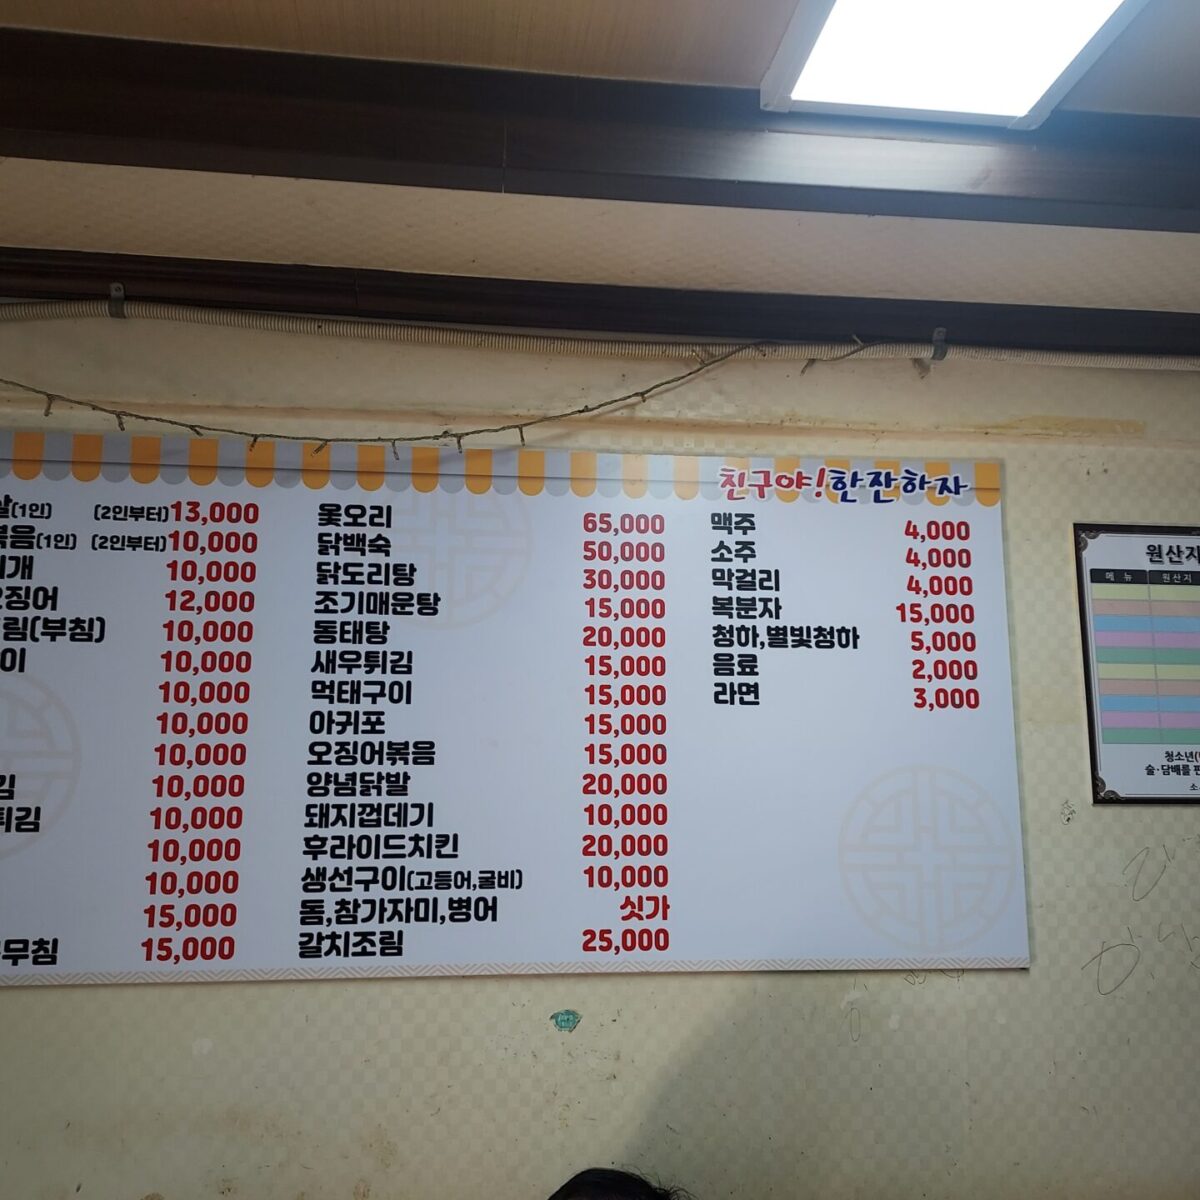 친구야! 한잔하자
살(1인) (2인부터) 13,000
볶음(1인) (2인부터) 10,000
찌개 10,000
오징어 12,000
림(부침) 10,000
이 10,000
10,000
10,000
10,000
김 10,000
튀김 10,000
10,000
10,000
15,000
무침 15,000
옻오리 65,000
닭백숙 50,000
닭도리탕 30,000
조기매운탕 15,000
동태탕 20,000
새우튀김 15,000
먹태구이 15,000
아귀포 15,000
오징어볶음 15,000
양념닭발 20,000
돼지껍데기 10,000
후라이드치킨 20,000
생선구이(고등어,굴비) 10,000
돔,참가자미,병어 싯가
갈치조림 25,000
맥주 4,000
소주 4,000
막걸리 4,000
복분자 15,000
청하,별빛청하 5,000
음료 2,000
라면 3,000
원산지
메뉴 원산지
청소년
술·담배를